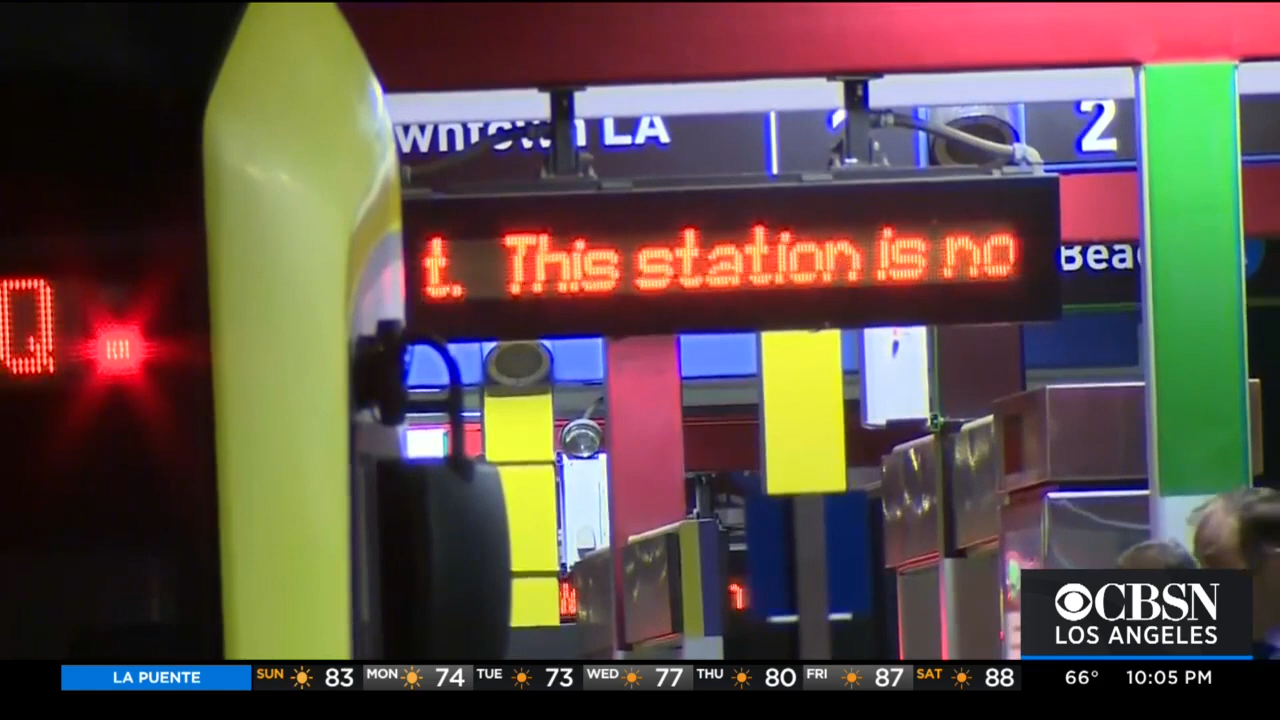 wntown LA
2
t. This station is no
Beac
Q
CBSN
LOS ANGELES
LA PUENTE SUN 83 MON 74 TUE 73 WED 77 THU 80 FRI 87 SAT 88 66° 10:05 PM